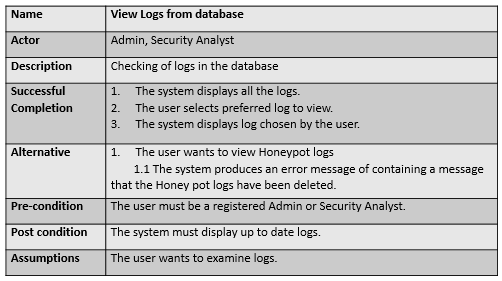 Name View Logs from database
Actor Admin, Security Analyst
Description Checking of logs in the database
Successful Completion 1. The system displays all the logs.
2. The user selects preferred log to view.
3. The system displays log chosen by the user.
Alternative 1. The user wants to view Honeypot logs
1.1 The system produces an error message of containing a message
that the Honey pot logs have been deleted.
Pre-condition The user must be a registered Admin or Security Analyst.
Post condition The system must display up to date logs.
Assumptions The user wants to examine logs.